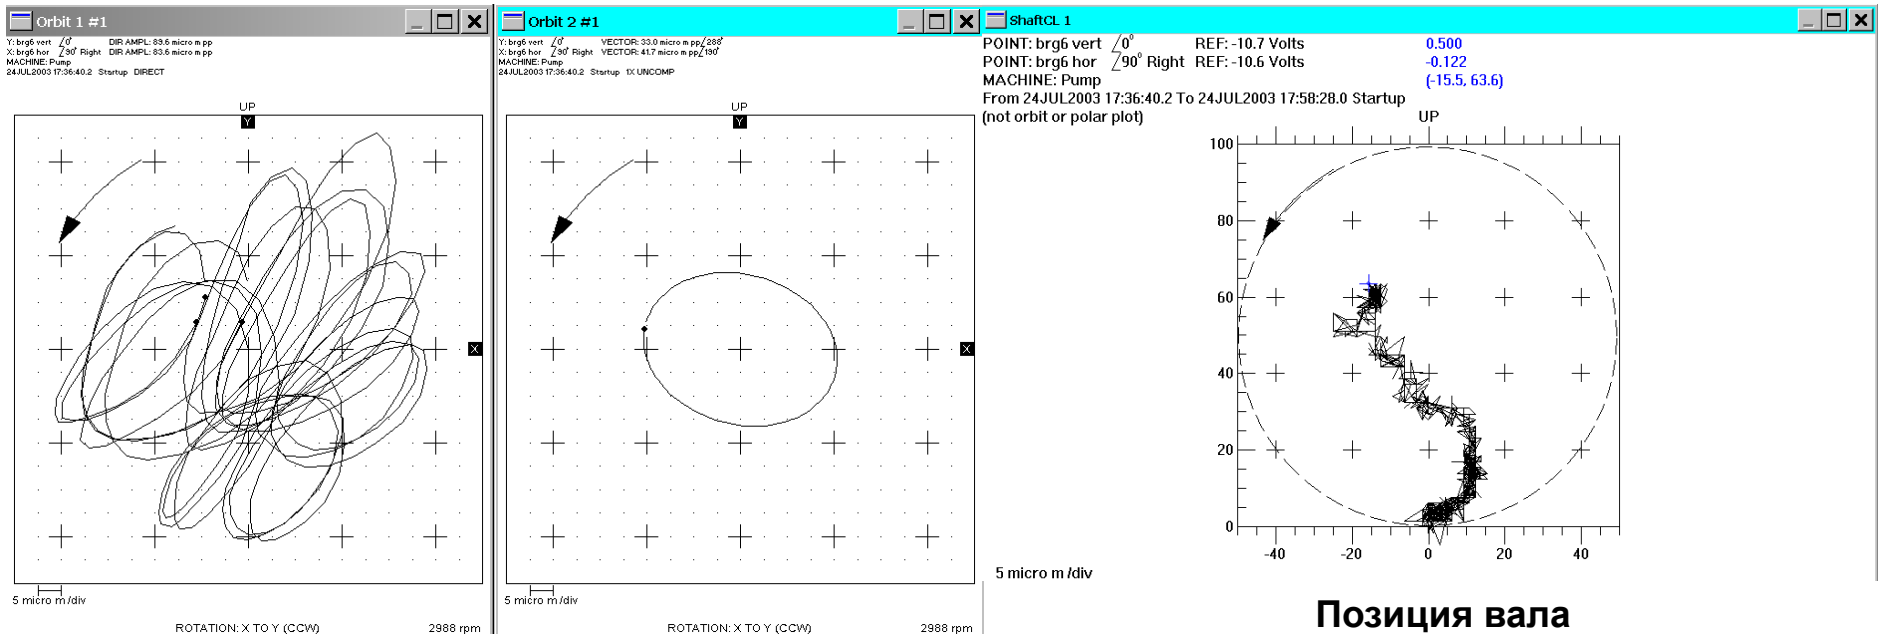 Orbit 1 #1
Y: brg6 vert ∠0° DIR AMPL: 89.6 micro m pp
X: brg6 hor ∠90° Right DIR AMPL: 83.6 micro m pp
MACHINE: Pump
24JUL2003 17:36:40.2 Startup DIRECT
UP
Y
X
5 micro m /div
ROTATION: X TO Y (CCW) 2988 rpm
Orbit 2 #1
Y: brg6 vert ∠0° VECTOR: 33.0 micro m pp∠288°
X: brg6 hor ∠90° Right VECTOR: 41.7 micro m pp∠190°
MACHINE: Pump
24JUL2003 17:36:40.2 Startup 1X UNCOMP
UP
Y
X
5 micro m /div
ROTATION: X TO Y (CCW) 2988 rpm
ShaftCL 1
POINT: brg6 vert ∠0° REF: -10.7 Volts 0.500
POINT: brg6 hor ∠90° Right REF: -10.6 Volts -0.122
MACHINE: Pump (-15.5, 63.6)
From 24JUL2003 17:36:40.2 To 24JUL2003 17:58:28.0 Startup
(not orbit or polar plot) UP
100
80
60
40
20
0
-40 -20 0 20 40
5 micro m /div
Позиция вала